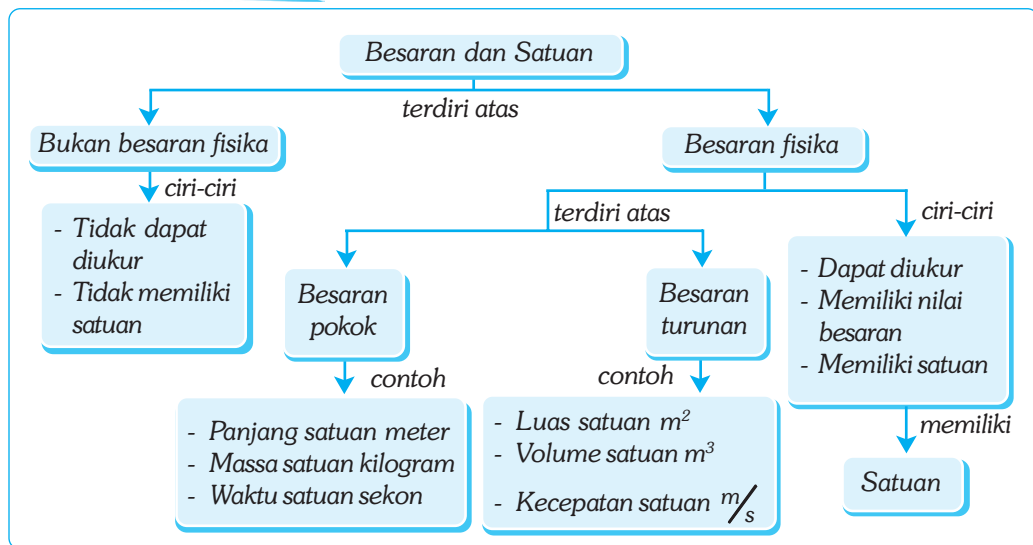 Besaran dan Satuan
terdiri atas
Bukan besaran fisika
Besaran fisika
ciri-ciri
- Tidak dapat
diukur
- Tidak memiliki
satuan
terdiri atas
Besaran
pokok
contoh
- Panjang satuan meter
- Massa satuan kilogram
- Waktu satuan sekon
Besaran
turunan
contoh
- Luas satuan m²
- Volume satuan m³
- Kecepatan satuan m/s
ciri-ciri
- Dapat diukur
- Memiliki nilai
besaran
- Memiliki satuan
memiliki
Satuan